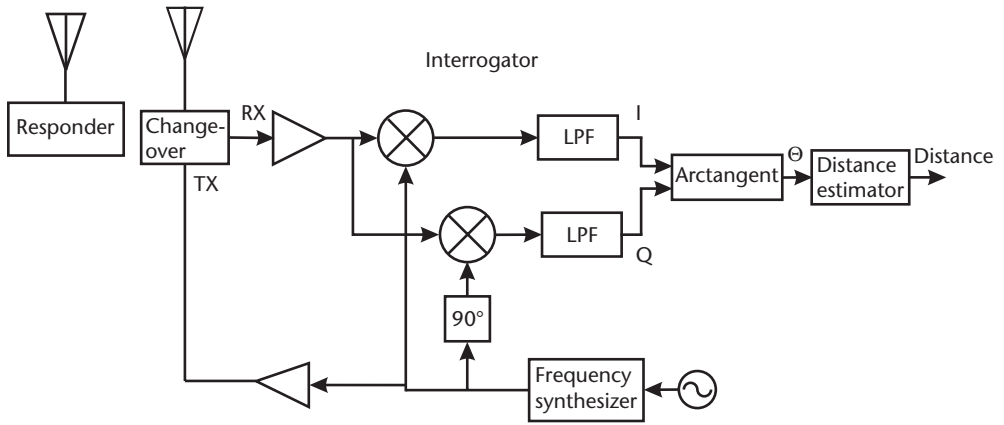 Interrogator
Responder
Change-
over
RX
TX
LPF
I
LPF
Q
Arctangent
Θ
Distance
estimator
Distance
90°
Frequency
synthesizer